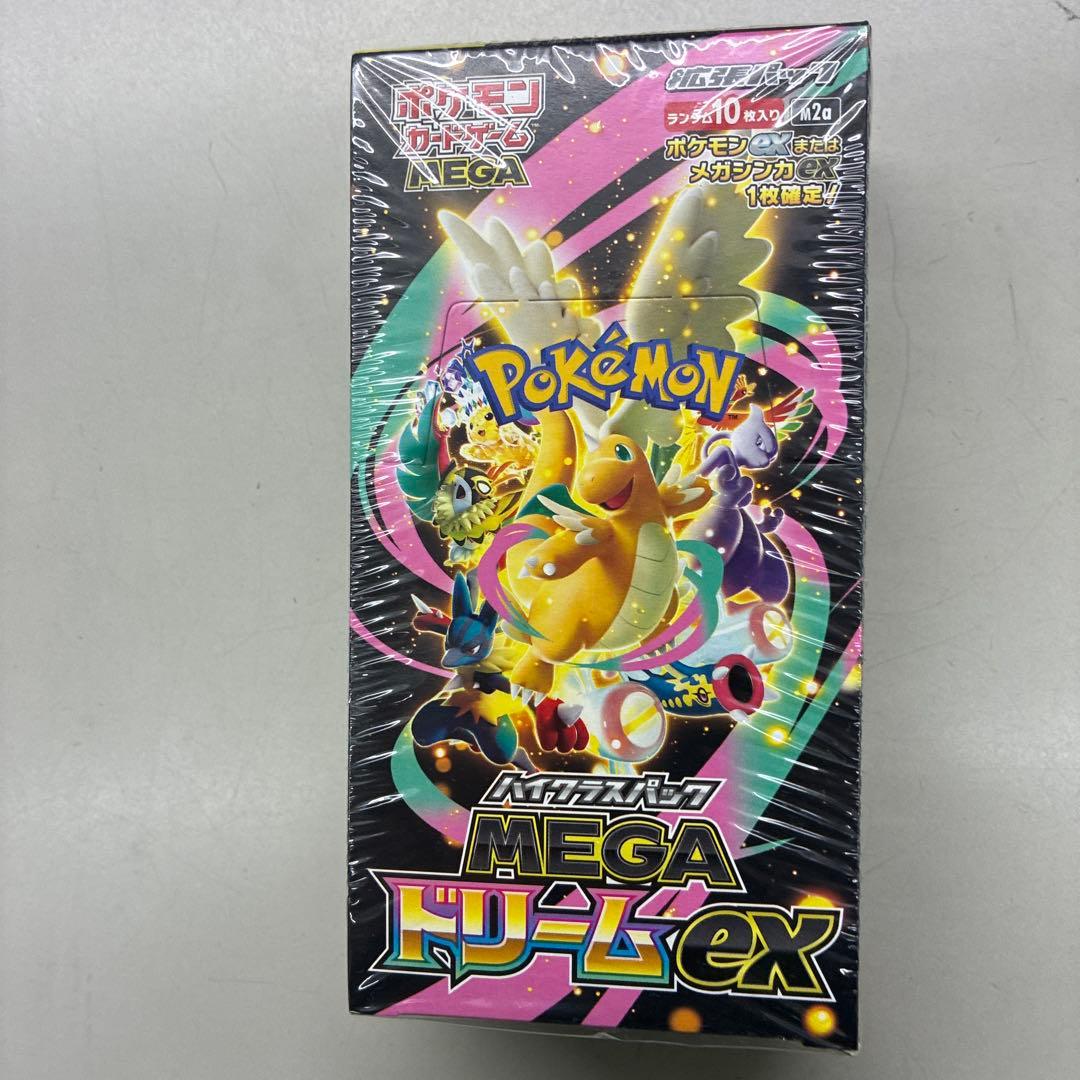 ポケモン
カードゲーム
MEGA
拡張パック
ランダム10枚入り M2a
ポケモンexまたは
メガシンカex
1枚確定!
POKéMON
TM
ハイクラスパック
MEGA
ドリームex